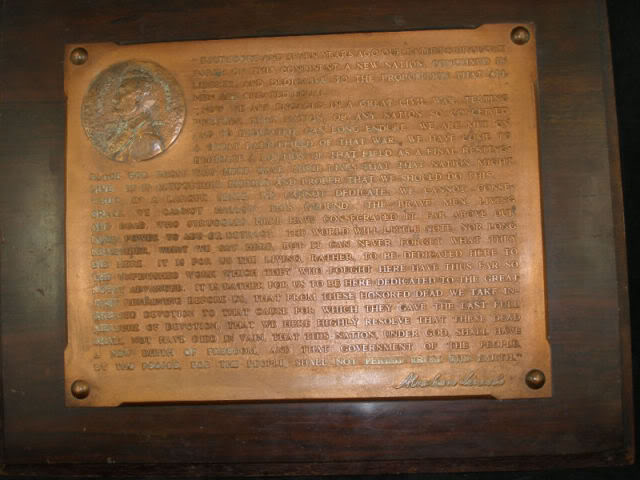 "FOURSCORE AND SEVEN YEARS AGO OUR FATHERS BROUGHT
FORTH ON THIS CONTINENT A NEW NATION, CONCEIVED IN
LIBERTY, AND DEDICATED TO THE PROPOSITION THAT ALL
MEN ARE CREATED EQUAL.
NOW WE ARE ENGAGED IN A GREAT CIVIL WAR, TESTING
WHETHER THAT NATION, OR ANY NATION SO CONCEIVED
AND SO DEDICATED, CAN LONG ENDURE. WE ARE MET ON
A GREAT BATTLEFIELD OF THAT WAR. WE HAVE COME TO
DEDICATE A PORTION OF THAT FIELD AS A FINAL RESTING-
PLACE FOR THOSE WHO HERE GAVE THEIR LIVES THAT THAT NATION MIGHT
LIVE. IT IS ALTOGETHER FITTING AND PROPER THAT WE SHOULD DO THIS.
BUT IN A LARGER SENSE WE CANNOT DEDICATE, WE CANNOT CONSE-
CRATE, WE CANNOT HALLOW THIS GROUND. THE BRAVE MEN, LIVING
AND DEAD, WHO STRUGGLED HERE HAVE CONSECRATED IT FAR ABOVE OUR
POOR POWER TO ADD OR DETRACT. THE WORLD WILL LITTLE NOTE, NOR LONG
REMEMBER, WHAT WE SAY HERE, BUT IT CAN NEVER FORGET WHAT THEY
DID HERE. IT IS FOR US THE LIVING, RATHER, TO BE DEDICATED HERE TO
THE UNFINISHED WORK WHICH THEY WHO FOUGHT HERE HAVE THUS FAR SO
NOBLY ADVANCED. IT IS RATHER FOR US TO BE HERE DEDICATED TO THE GREAT
TASK REMAINING BEFORE US, THAT FROM THESE HONORED DEAD WE TAKE IN-
CREASED DEVOTION TO THAT CAUSE FOR WHICH THEY GAVE THE LAST FULL
MEASURE OF DEVOTION, THAT WE HERE HIGHLY RESOLVE THAT THESE DEAD
SHALL NOT HAVE DIED IN VAIN, THAT THIS NATION, UNDER GOD, SHALL HAVE
A NEW BIRTH OF FREEDOM, AND THAT GOVERNMENT OF THE PEOPLE,
BY THE PEOPLE, FOR THE PEOPLE, SHALL NOT PERISH FROM THE EARTH."
Abraham Lincoln